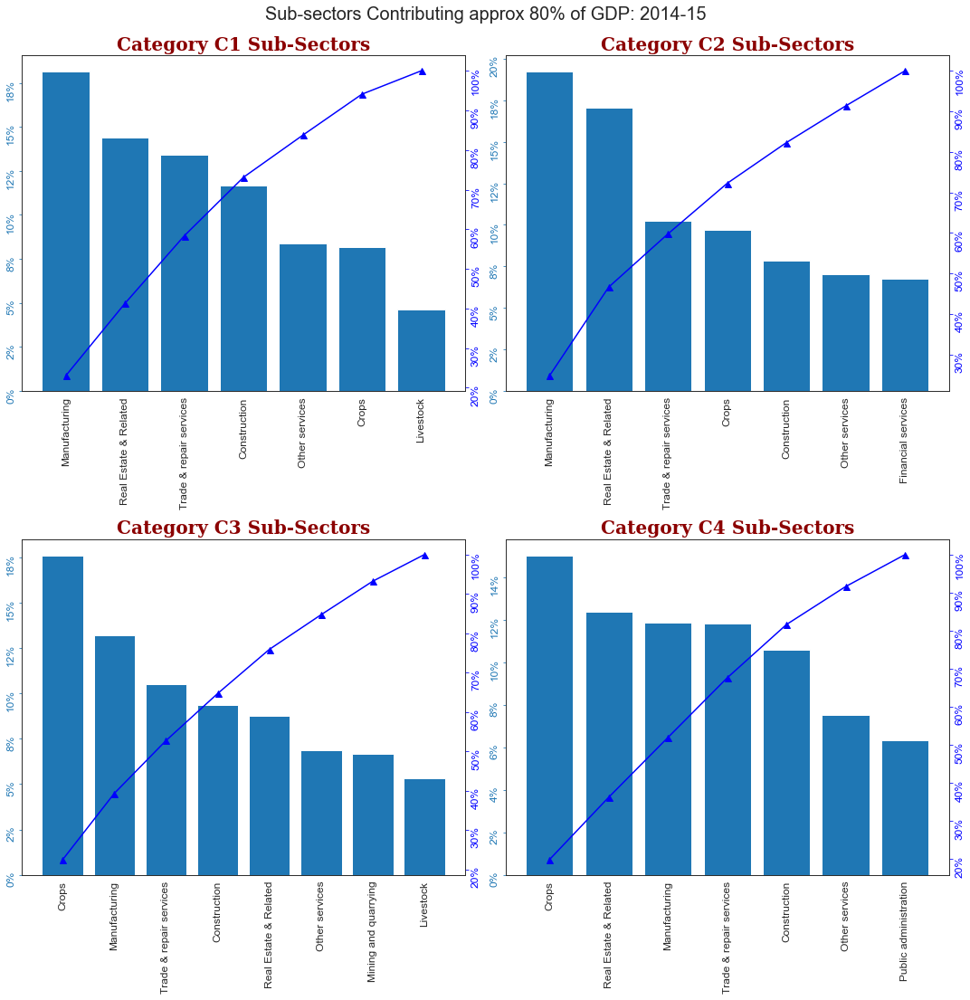 Sub-sectors Contributing approx 80% of GDP: 2014-15
Category C1 Sub-Sectors
18%
15%
12%
10%
8%
5%
2%
0%
100%
90%
80%
70%
60%
50%
40%
30%
20%
Manufacturing
Real Estate & Related
Trade & repair services
Construction
Other services
Crops
Livestock
Category C2 Sub-Sectors
20%
18%
15%
12%
10%
8%
5%
2%
0%
100%
90%
80%
70%
60%
50%
40%
30%
Manufacturing
Real Estate & Related
Trade & repair services
Crops
Construction
Other services
Financial services
Category C3 Sub-Sectors
18%
15%
12%
10%
8%
5%
2%
0%
100%
90%
80%
70%
60%
50%
40%
30%
20%
Crops
Manufacturing
Trade & repair services
Construction
Real Estate & Related
Other services
Mining and quarrying
Livestock
Category C4 Sub-Sectors
14%
12%
10%
8%
6%
4%
2%
0%
100%
90%
80%
70%
60%
50%
40%
30%
20%
Crops
Real Estate & Related
Manufacturing
Trade & repair services
Construction
Other services
Public administration